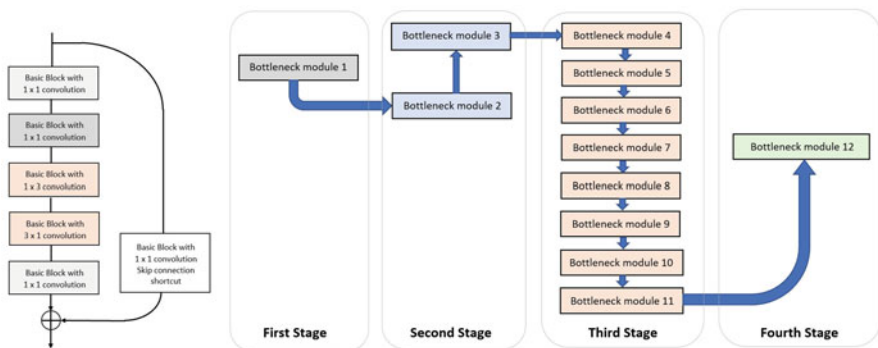 Basic Block with
1 x 1 convolution
Basic Block with
1 x 1 convolution
Basic Block with
1 x 3 convolution
Basic Block with
3 x 1 convolution
Basic Block with
1 x 1 convolution
Basic Block with
1 x 1 convolution
Skip connection
shortcut
Bottleneck module 1
First Stage
Bottleneck module 3
Bottleneck module 2
Second Stage
Bottleneck module 4
Bottleneck module 5
Bottleneck module 6
Bottleneck module 7
Bottleneck module 8
Bottleneck module 9
Bottleneck module 10
Bottleneck module 11
Third Stage
Bottleneck module 12
Fourth Stage